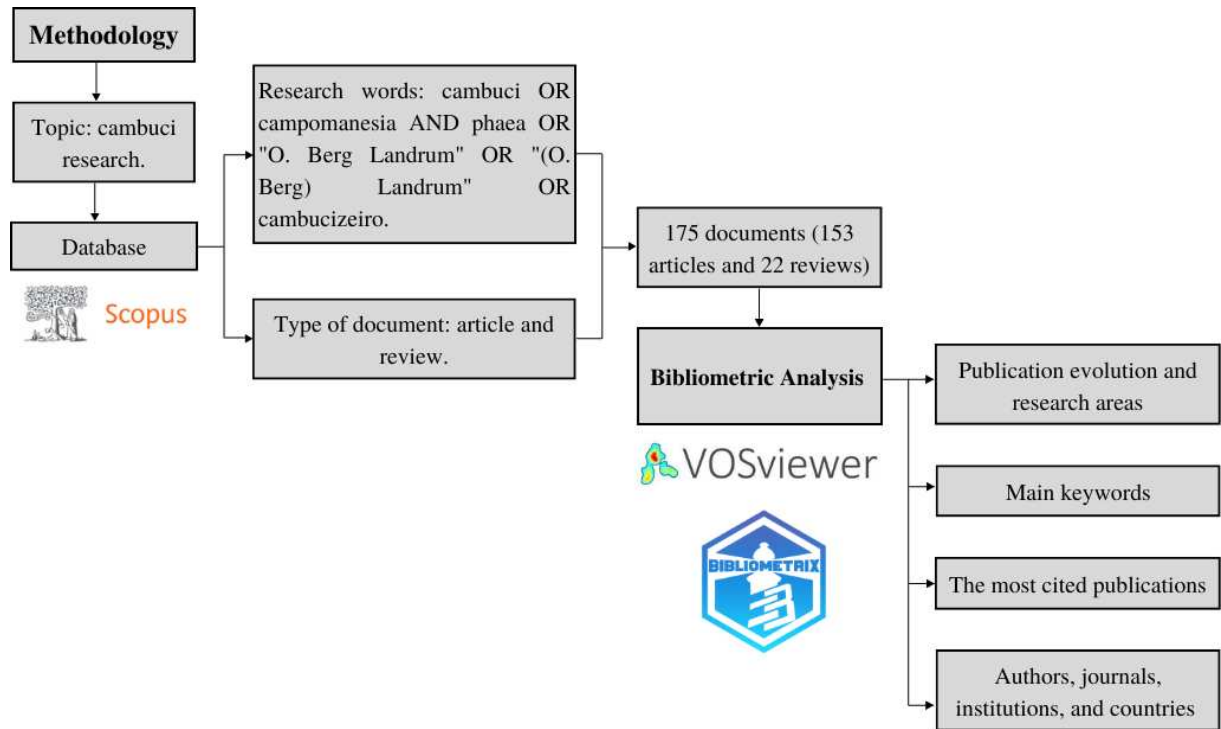 Methodology
Topic: cambuci
research.
Database
Scopus
Research words: cambuci OR
campomanesia AND phaea OR
"O. Berg Landrum" OR "(O.
Berg) Landrum" OR
cambucizeiro.
Type of document: article and
review.
175 documents (153
articles and 22 reviews)
Bibliometric Analysis
VOSviewer
BIBLIOMETRIX
Publication evolution and
research areas
Main keywords
The most cited publications
Authors, journals,
institutions, and countries